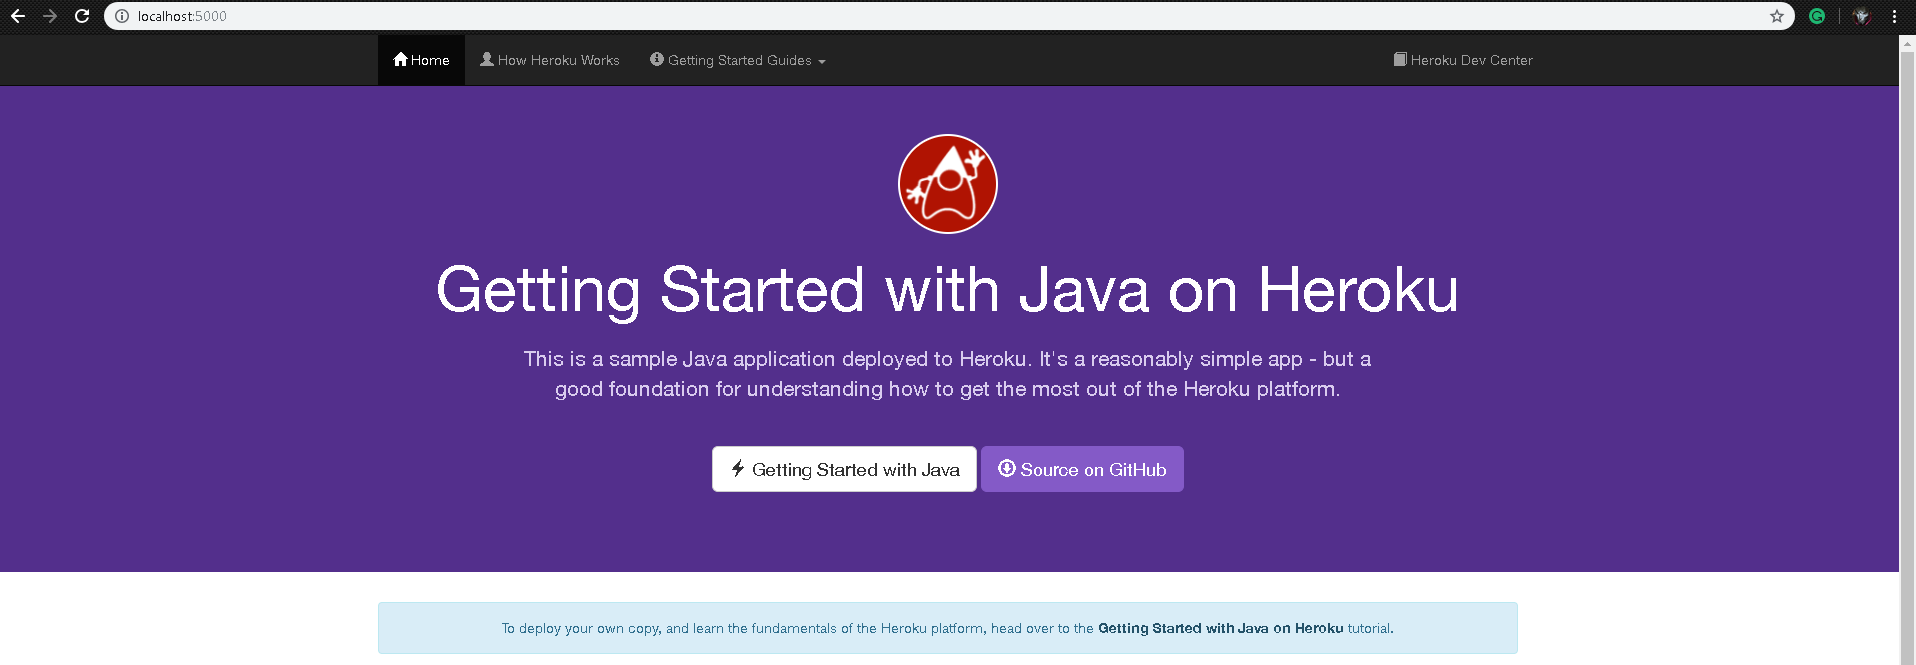 localhost:5000
Home How Heroku Works Getting Started Guides Heroku Dev Center
Getting Started with Java on Heroku
This is a sample Java application deployed to Heroku. It's a reasonably simple app - but a
good foundation for understanding how to get the most out of the Heroku platform.
Getting Started with Java Source on GitHub
To deploy your own copy, and learn the fundamentals of the Heroku platform, head over to the Getting Started with Java on Heroku tutorial.